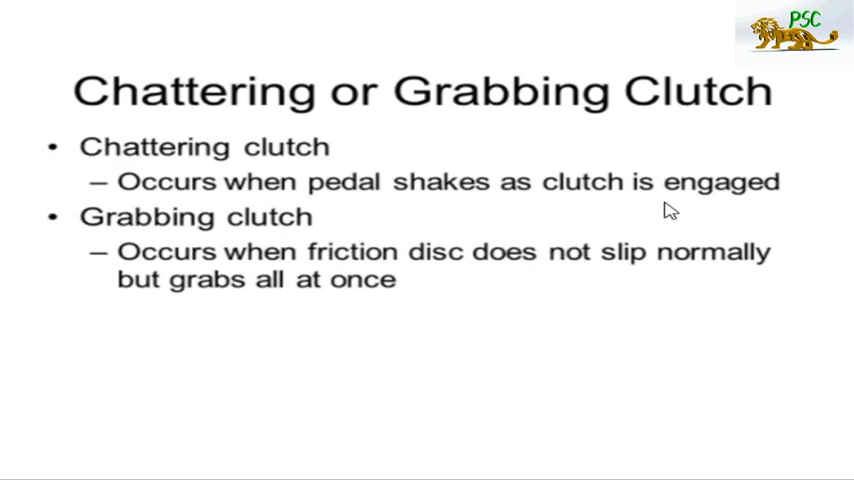 PSC
Chattering or Grabbing Clutch
• Chattering clutch
– Occurs when pedal shakes as clutch is engaged
• Grabbing clutch
– Occurs when friction disc does not slip normally
but grabs all at once